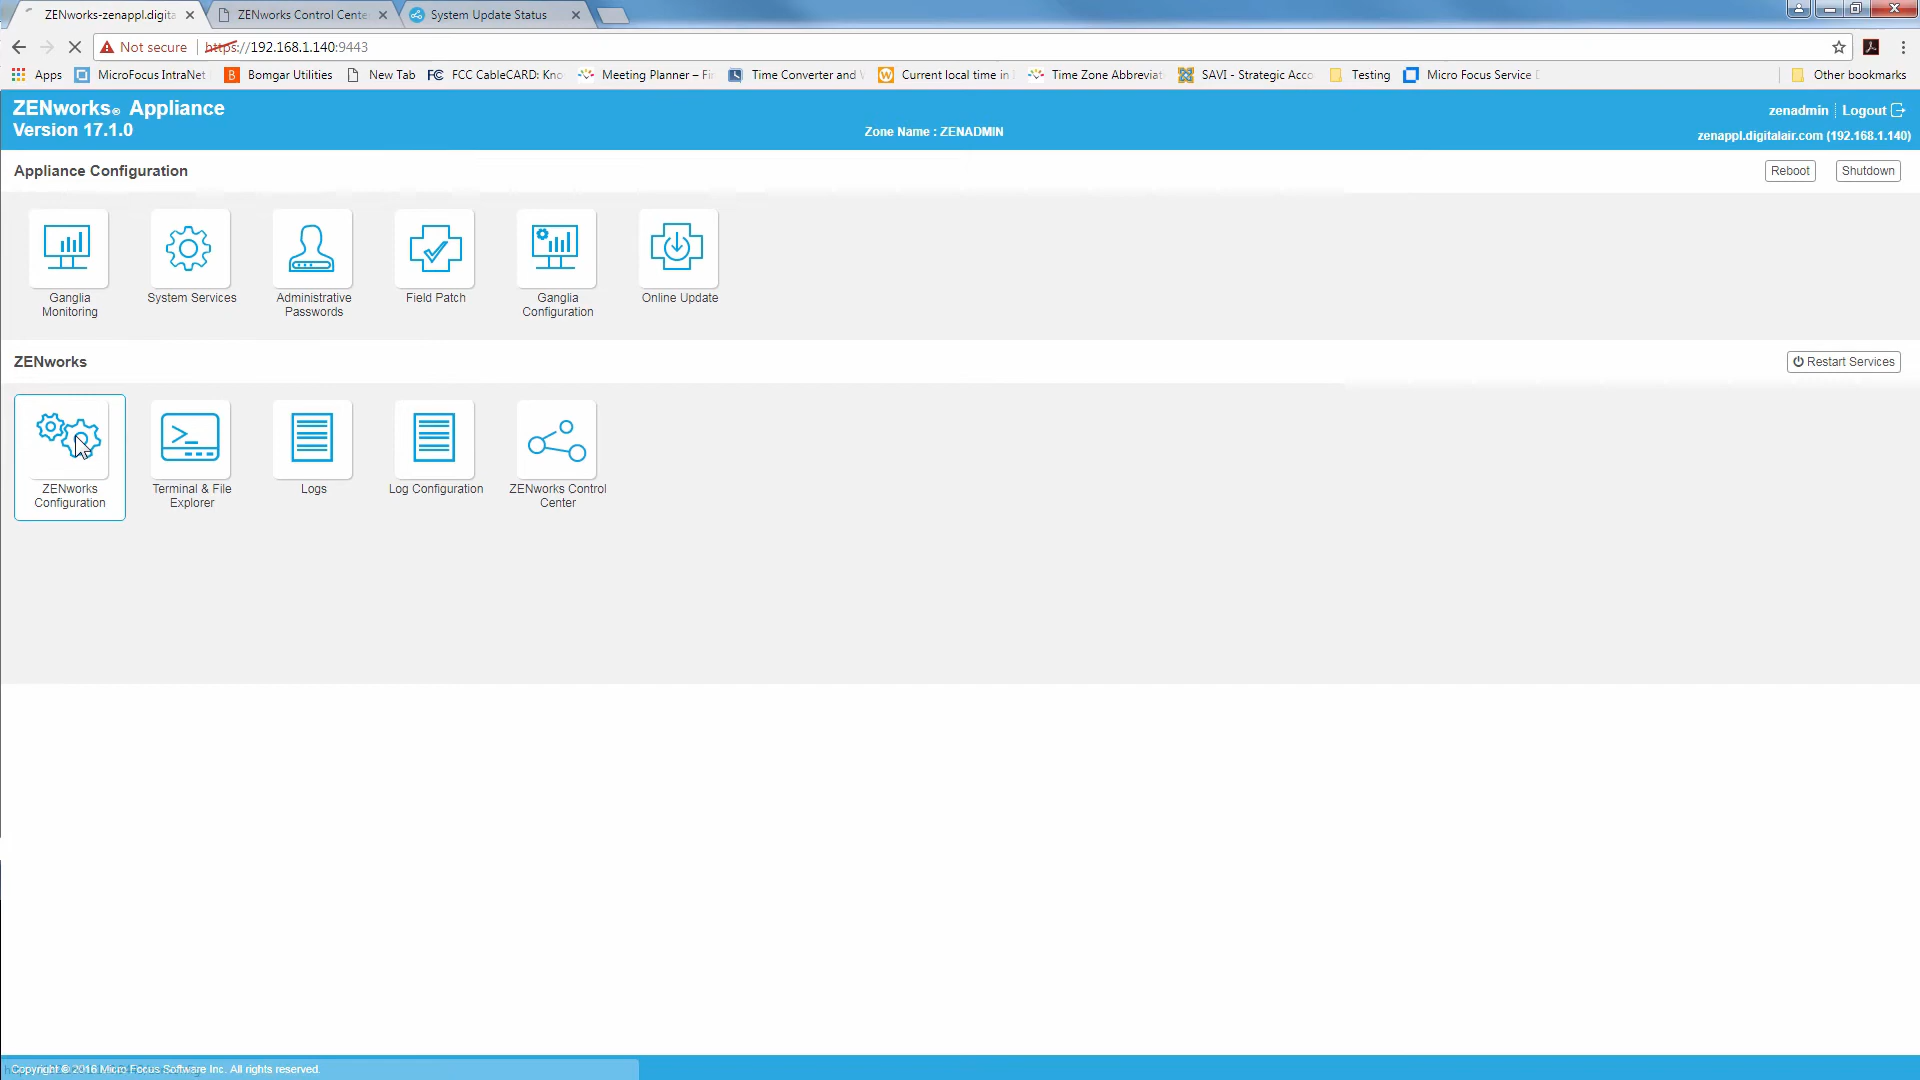 ZENworks-zenappl.digita
ZENworks Control Cente
System Update Status
Not secure
https://192.168.1.140:9443
Apps
MicroFocus IntraNet
Bomgar Utilities
New Tab
FCC CableCARD: Kno
Meeting Planner – Fi
Time Converter and
Current local time in
Time Zone Abbreviat
SAVI - Strategic Acco
Testing
Micro Focus Service
Other bookmarks
ZENworks® Appliance
Version 17.1.0
Zone Name : ZENADMIN
zenadmin
Logout
zenappl.digitalair.com (192.168.1.140)
Appliance Configuration
Reboot
Shutdown
Ganglia
Monitoring
System Services
Administrative
Passwords
Field Patch
Ganglia
Configuration
Online Update
ZENworks
Restart Services
ZENworks
Configuration
Terminal & File
Explorer
Logs
Log Configuration
ZENworks Control
Center
Copyright © 2016 Micro Focus Software Inc. All rights reserved.